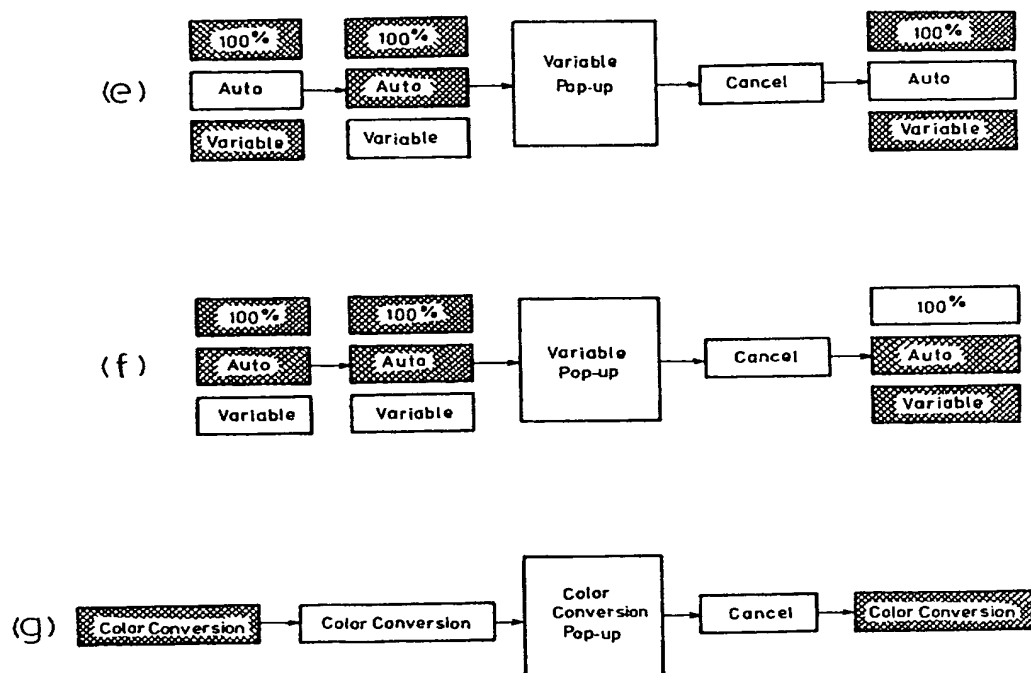 100% 100% Variable 100%
Pop-up
(e) Auto Auto Cancel Auto
Variable Variable Variable
100% 100% 100%
(f) Auto Auto Variable Cancel Auto
Pop-up
Variable Variable Variable
Color
(g) Color Conversion Color Conversion Conversion Cancel Color Conversion
Pop-up